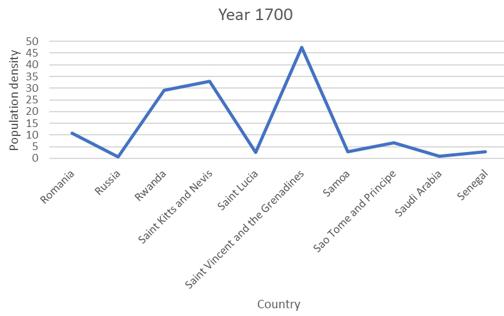 Year 1700
Population density
50
45
40
35
30
25
20
15
10
5
0
Romania
Russia
Rwanda
Saint Kitts and Nevis
Saint Lucia
Saint Vincent and the Grenadines
Samoa
Sao Tome and Principe
Saudi Arabia
Senegal
Country